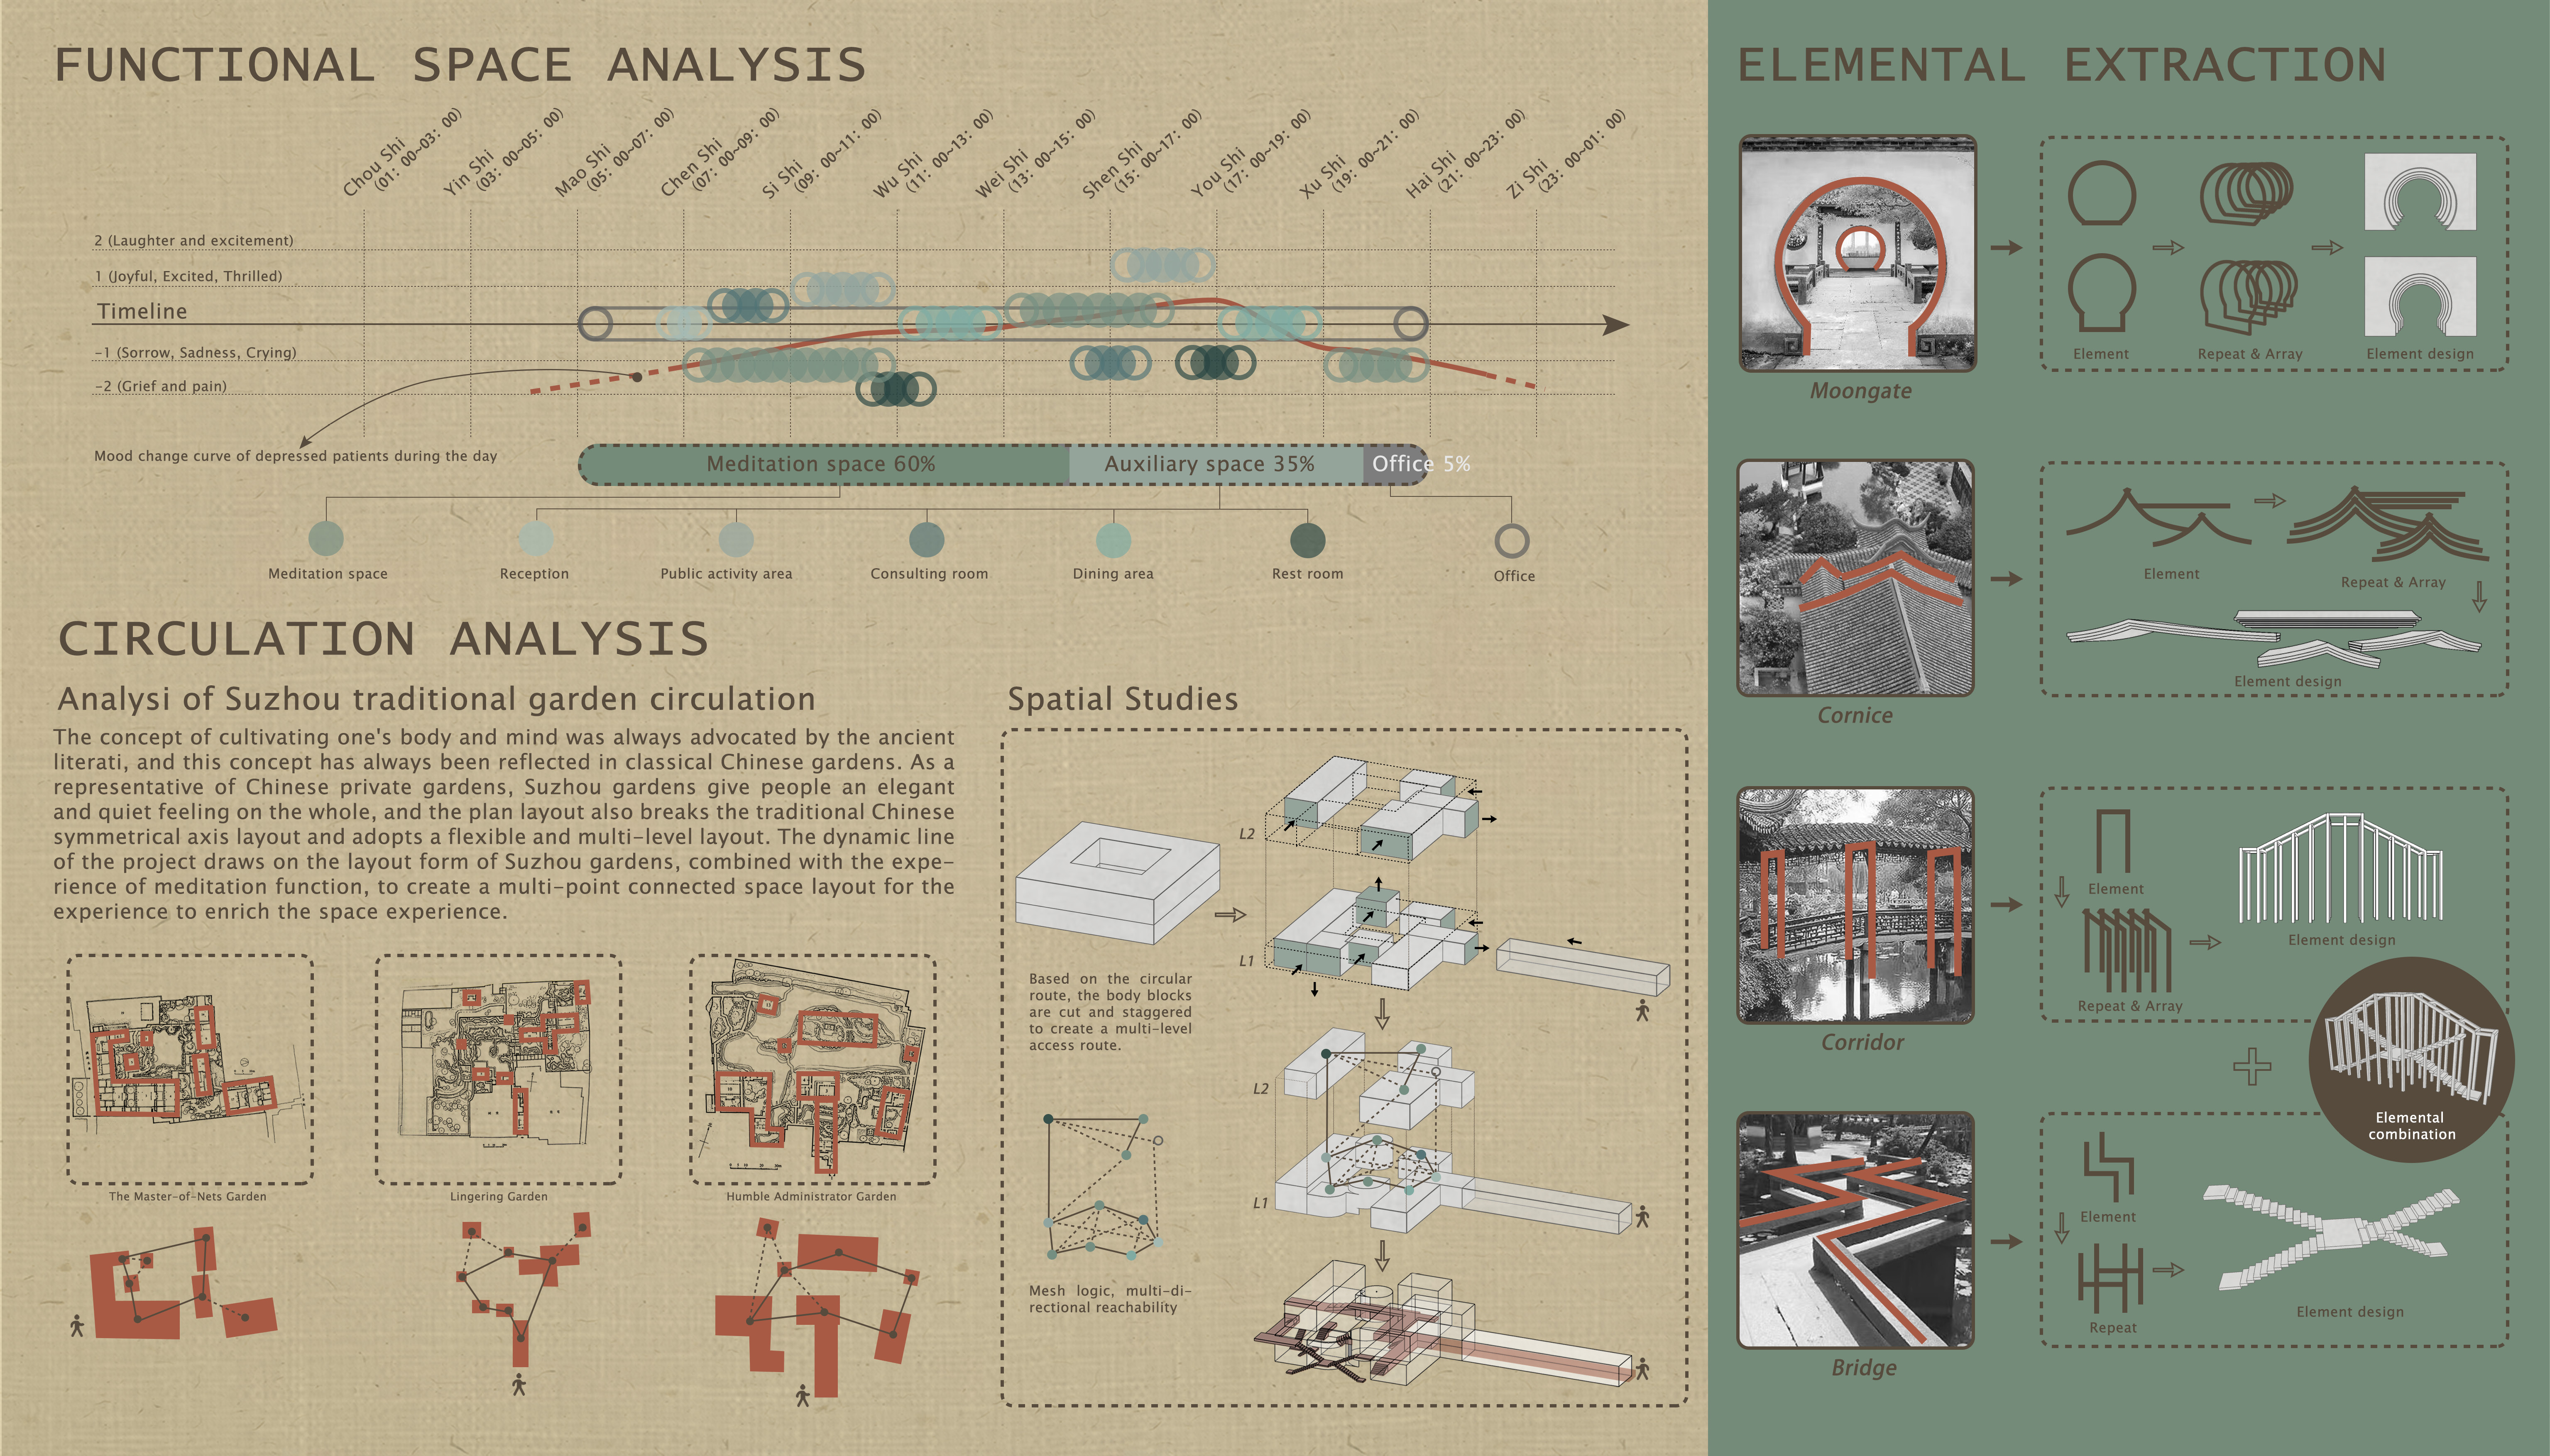 FUNCTIONAL SPACE ANALYSIS
Chou Shi
(01: 00~03: 00)
Yin Shi
(03: 00~05: 00)
Mao Shi
(05: 00~07: 00)
Chen Shi
(07: 00~09: 00)
Si Shi
(09: 00~11: 00)
Wu Shi
(11: 00~13: 00)
Wei Shi
(13: 00~15: 00)
Shen Shi
(15: 00~17: 00)
You Shi
(17: 00~19: 00)
Xu Shi
(19: 00~21: 00)
Hai Shi
(21: 00~23: 00)
Zi Shi
(23: 00~01: 00)
2 (Laughter and excitement)
1 (Joyful, Excited, Thrilled)
Timeline
-1 (Sorrow, Sadness, Crying)
-2 (Grief and pain)
Mood change curve of depressed patients during the day
Meditation space 60%
Auxiliary space 35%
Office 5%
Meditation space
Reception
Public activity area
Consulting room
Dining area
Rest room
Office
CIRCULATION ANALYSIS
Analysi of Suzhou traditional garden circulation
The concept of cultivating one's body and mind was always advocated by the ancient
literati, and this concept has always been reflected in classical Chinese gardens. As a
representative of Chinese private gardens, Suzhou gardens give people an elegant
and quiet feeling on the whole, and the plan layout also breaks the traditional Chinese
symmetrical axis layout and adopts a flexible and multi-level layout. The dynamic line
of the project draws on the layout form of Suzhou gardens, combined with the expe-
rience of meditation function, to create a multi-point connected space layout for the
experience to enrich the space experience.
The Master-of-Nets Garden
Lingering Garden
Humble Administrator Garden
Spatial Studies
L2
L1
Based on the circular
route, the body blocks
are cut and staggered
to create a multi-level
access route.
L2
L1
Mesh logic, multi-di-
rectional reachability
ELEMENTAL EXTRACTION
Moongate
Element
Repeat & Array
Element design
Cornice
Element
Repeat & Array
Element design
Corridor
Element
Repeat & Array
Element design
Elemental
combination
Bridge
Element
Repeat
Element design